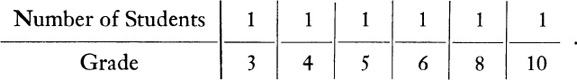 Number of Students 1 1 1 1 1 1
Grade 3 4 5 6 8 10 .